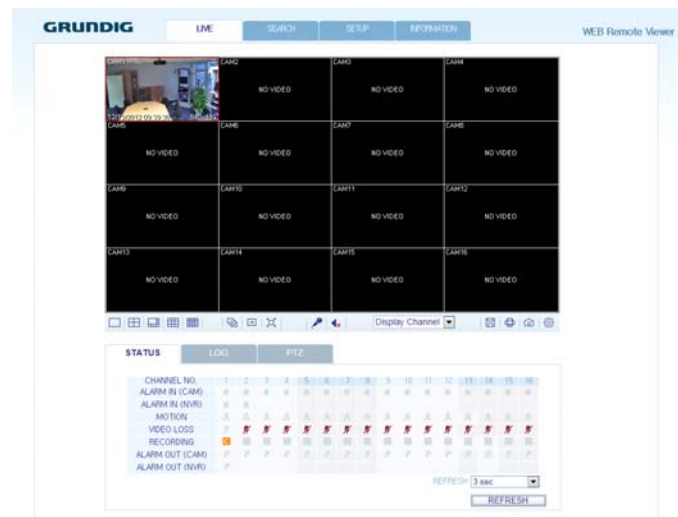 GRUNDIG LIVE SEARCH SETUP INFORMATION WEB Remote Viewer
CAM1 CAM2 CAM3 CAM4
NO VIDEO NO VIDEO NO VIDEO
CAM5 CAM6 CAM7 CAM8
NO VIDEO NO VIDEO NO VIDEO NO VIDEO
CAM9 CAM10 CAM11 CAM12
NO VIDEO NO VIDEO NO VIDEO NO VIDEO
CAM13 CAM14 CAM15 CAM16
NO VIDEO NO VIDEO NO VIDEO NO VIDEO
Display Channel
STATUS LOG PTZ
CHANNEL NO. 1 2 3 4 5 6 7 8 9 10 11 12 13 14 15 16
ALARM IN (CAM)
ALARM IN (NVR)
MOTION
VIDEO LOSS
RECORDING C
ALARM OUT (CAM)
ALARM OUT (NVR)
REFRESH 3 sec
REFRESH